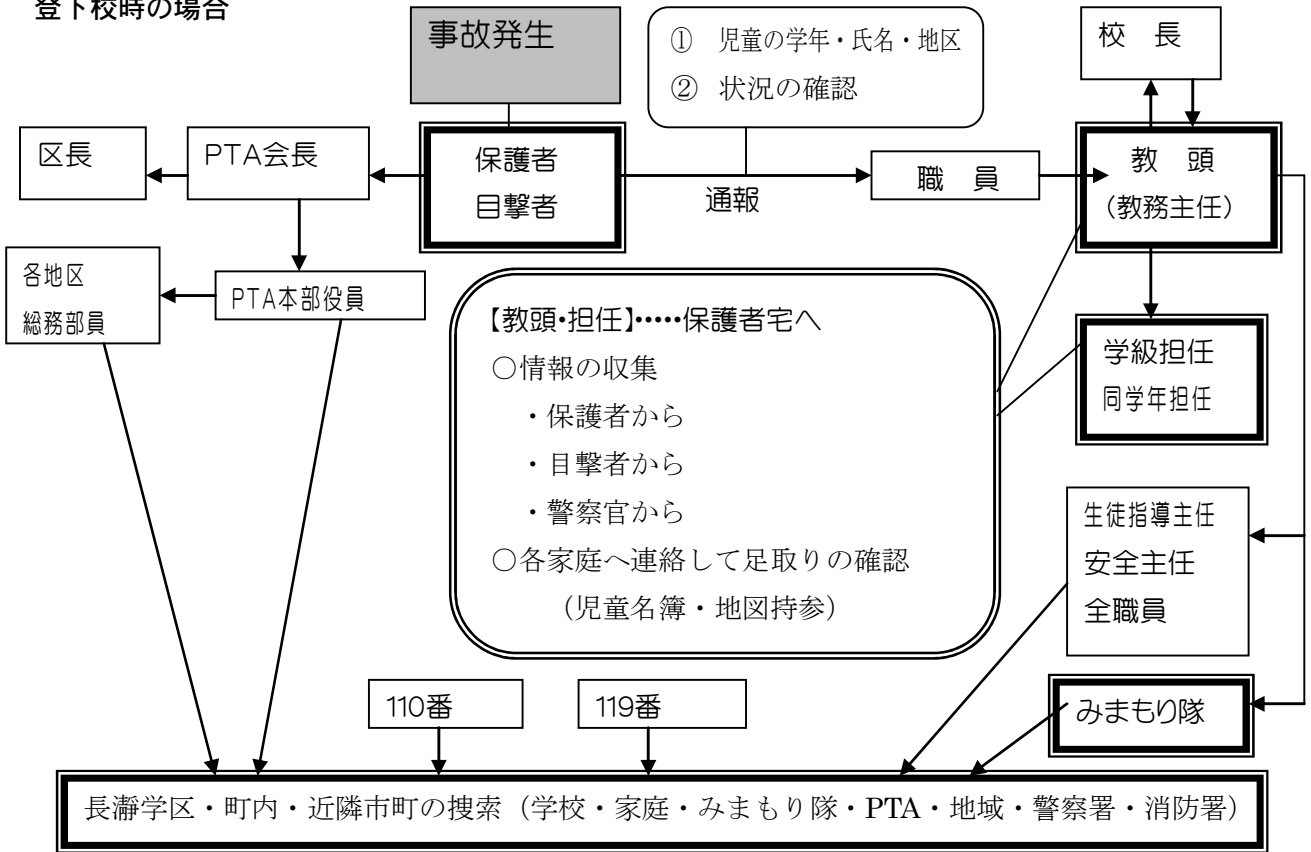 登下校時の場合
事故発生
① 児童の学年・氏名・地区
② 状況の確認
校 長
区長
PTA会長
保護者
目撃者
通報
職 員
教 頭
(教務主任)
各地区
総務部員
PTA本部役員
【教頭・担任】……保護者宅へ
○情報の収集
・保護者から
・目撃者から
・警察官から
○各家庭へ連絡して足取りの確認
(児童名簿・地図持参)
学級担任
同学年担任
生徒指導主任
安全主任
全職員
110番
119番
みまもり隊
長瀞学区・町内・近隣市町の捜索(学校・家庭・みまもり隊・PTA・地域・警察署・消防署)